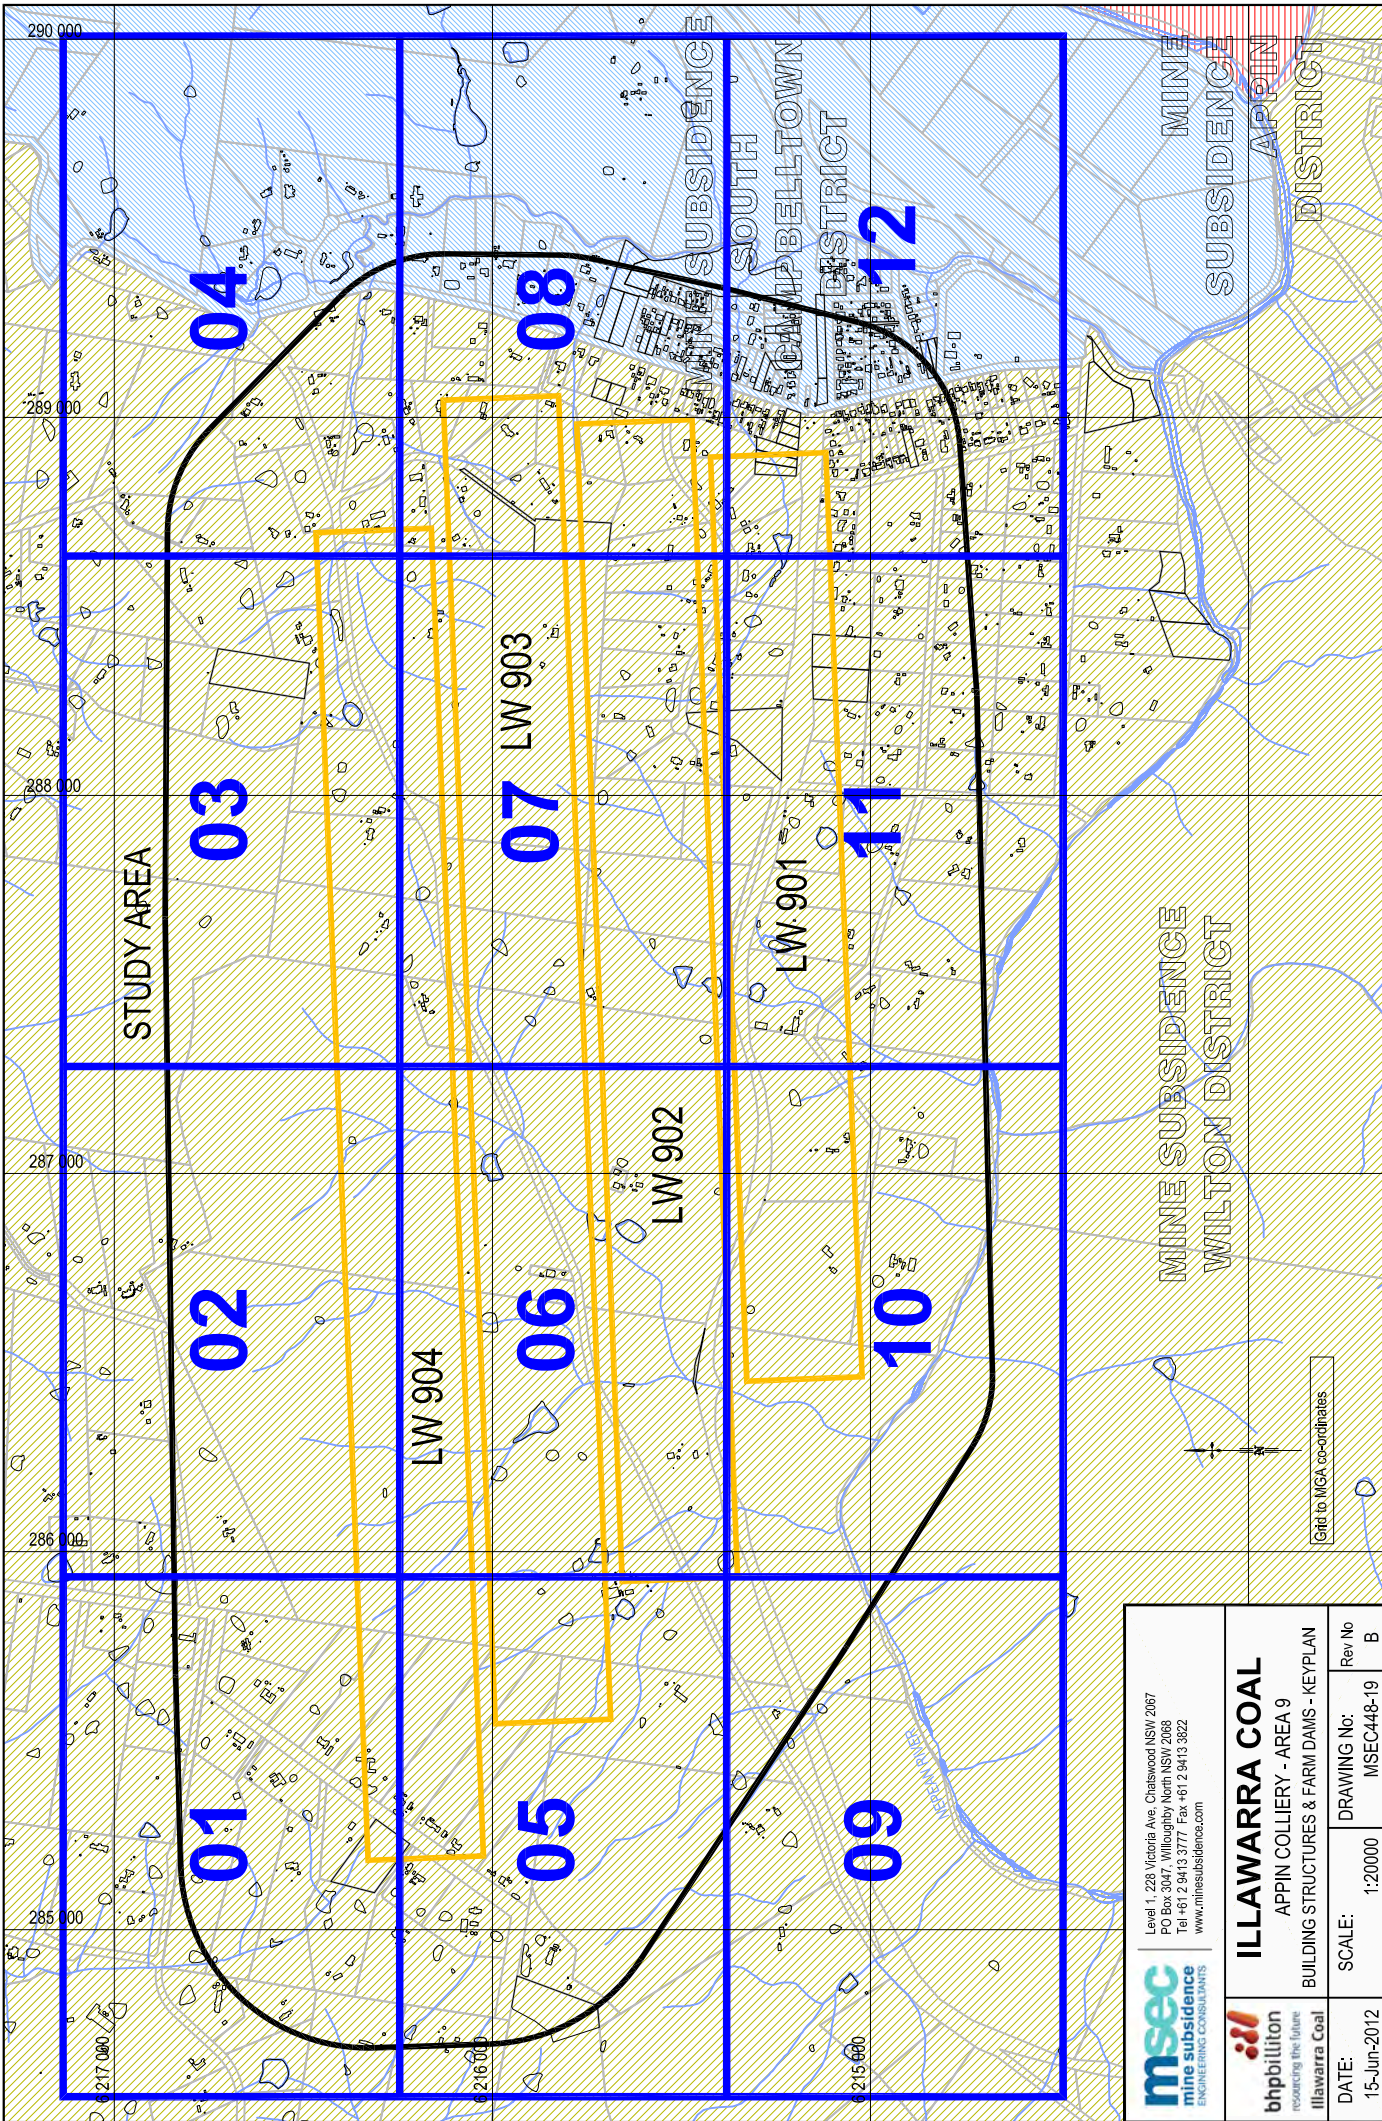 290 000
289 000
288 000
287 000
286 000
285 000
6 217 000
6 216 000
6 215 000
STUDY AREA
01
02
03
04
05
06
07
08
09
10
11
12
LW 901
LW 902
LW 903
LW 904
MINE SUBSIDENCE
SOUTH
CAMPBELLTOWN
DISTRICT
MINE
SUBSIDENCE
APPIN
DISTRICT
MINE SUBSIDENCE
WILTON DISTRICT
NEPEAN RIVER
N
Grid to MGA co-ordinates
msec
mine subsidence
ENGINEERING CONSULTANTS
Level 1, 228 Victoria Ave, Chatswood NSW 2067
PO Box 3047, Willoughby North NSW 2068
Tel +61 2 9413 3777 Fax +61 2 9413 3822
www.minesubsidence.com
bhpbilliton
resourcing the future
Illawarra Coal
ILLAWARRA COAL
APPIN COLLIERY - AREA 9
BUILDING STRUCTURES & FARM DAMS - KEYPLAN
DATE:
15-Jun-2012
SCALE:
1:20000
DRAWING No:
MSEC448-19
Rev No
B